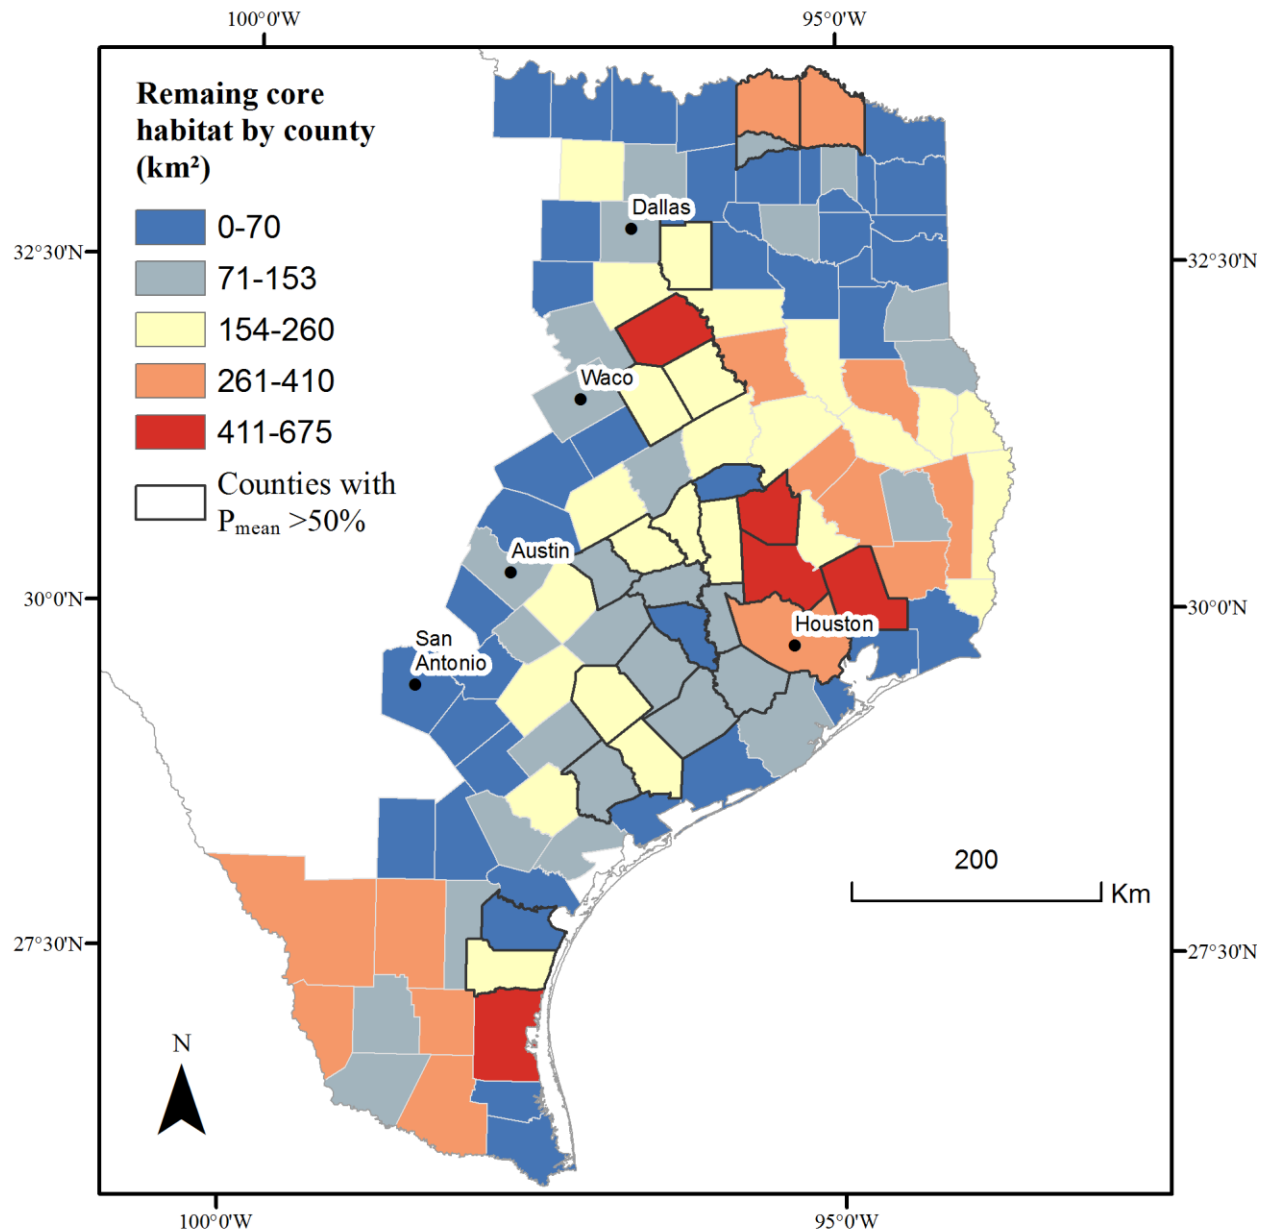 100°0'W
95°0'W
Remaing core
habitat by county
(km²)
0-70
71-153
154-260
261-410
411-675
Counties with
Pmean >50%
Dallas
32°30'N
32°30'N
Waco
Austin
30°0'N
30°0'N
Houston
San
Antonio
200
Km
27°30'N
27°30'N
N
100°0'W
95°0'W